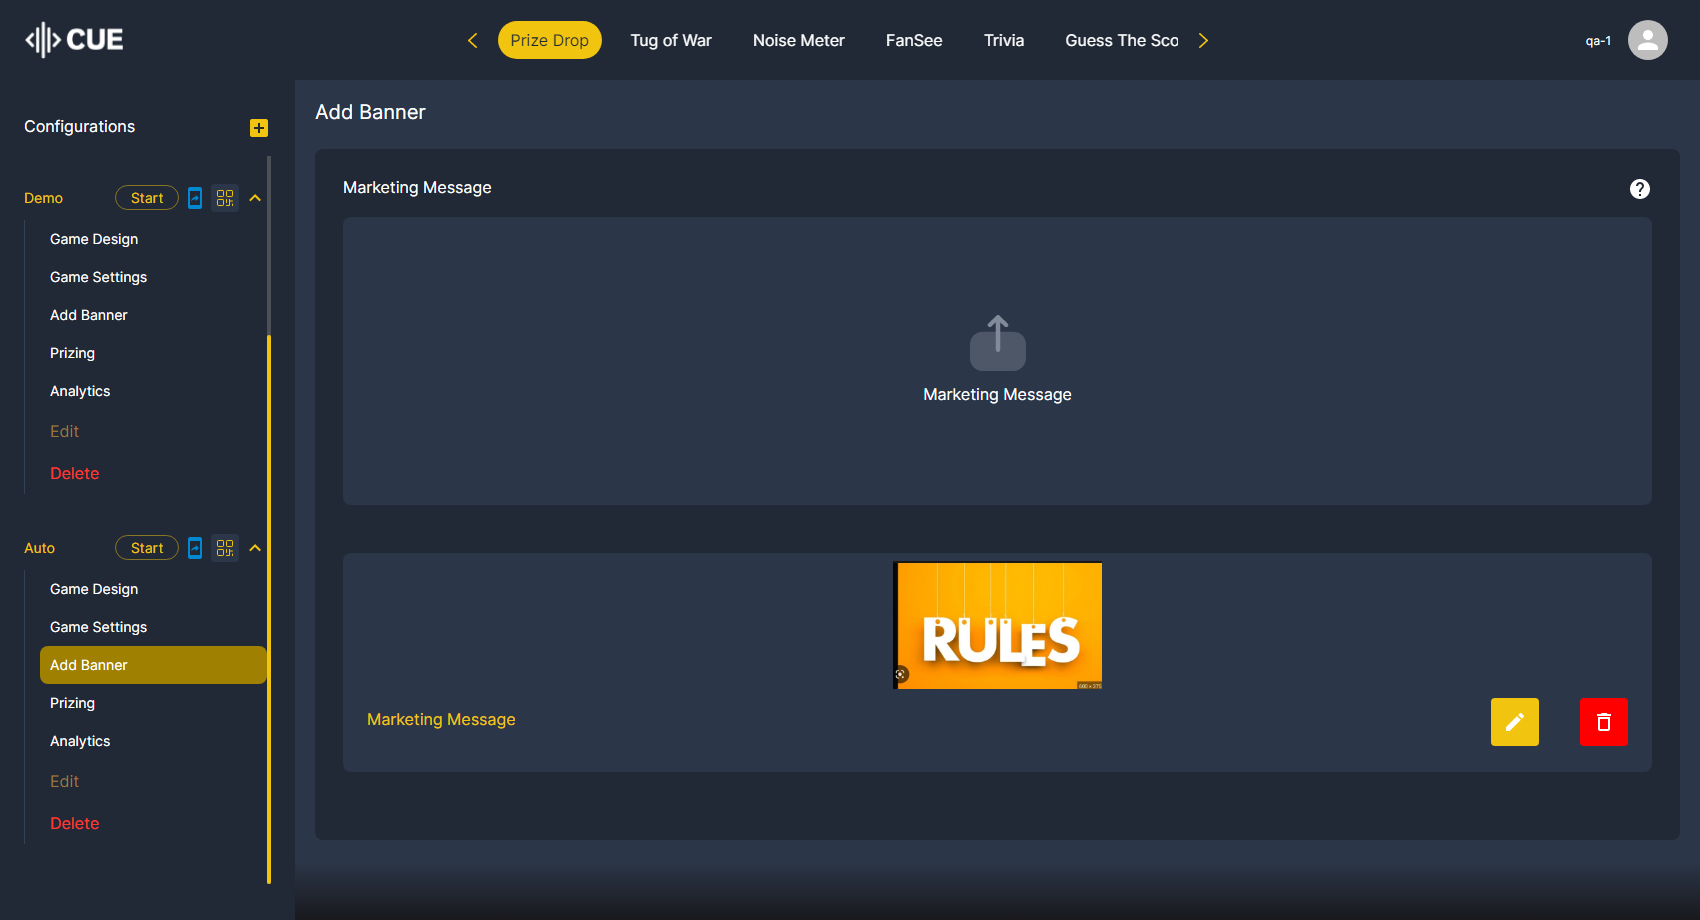 CUE
Prize Drop
Tug of War
Noise Meter
FanSee
Trivia
Guess The Sco
qa-1
Configurations
Demo
Start
Game Design
Game Settings
Add Banner
Prizing
Analytics
Edit
Delete
Auto
Start
Game Design
Game Settings
Add Banner
Prizing
Analytics
Edit
Delete
Add Banner
Marketing Message
?
Marketing Message
RULES
Marketing Message